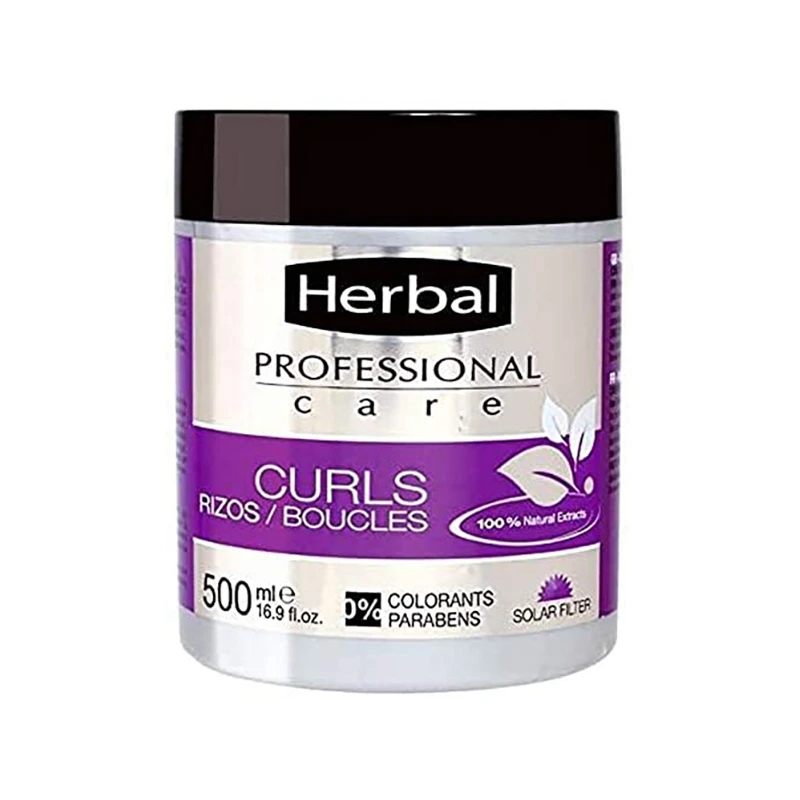 Herbal
PROFESSIONAL
care
CURLS
RIZOS / BOUCLES
100% Natural Extracts
500 ml e
16.9 fl.oz.
0% COLORANTS
PARABENS
SOLAR FILTER